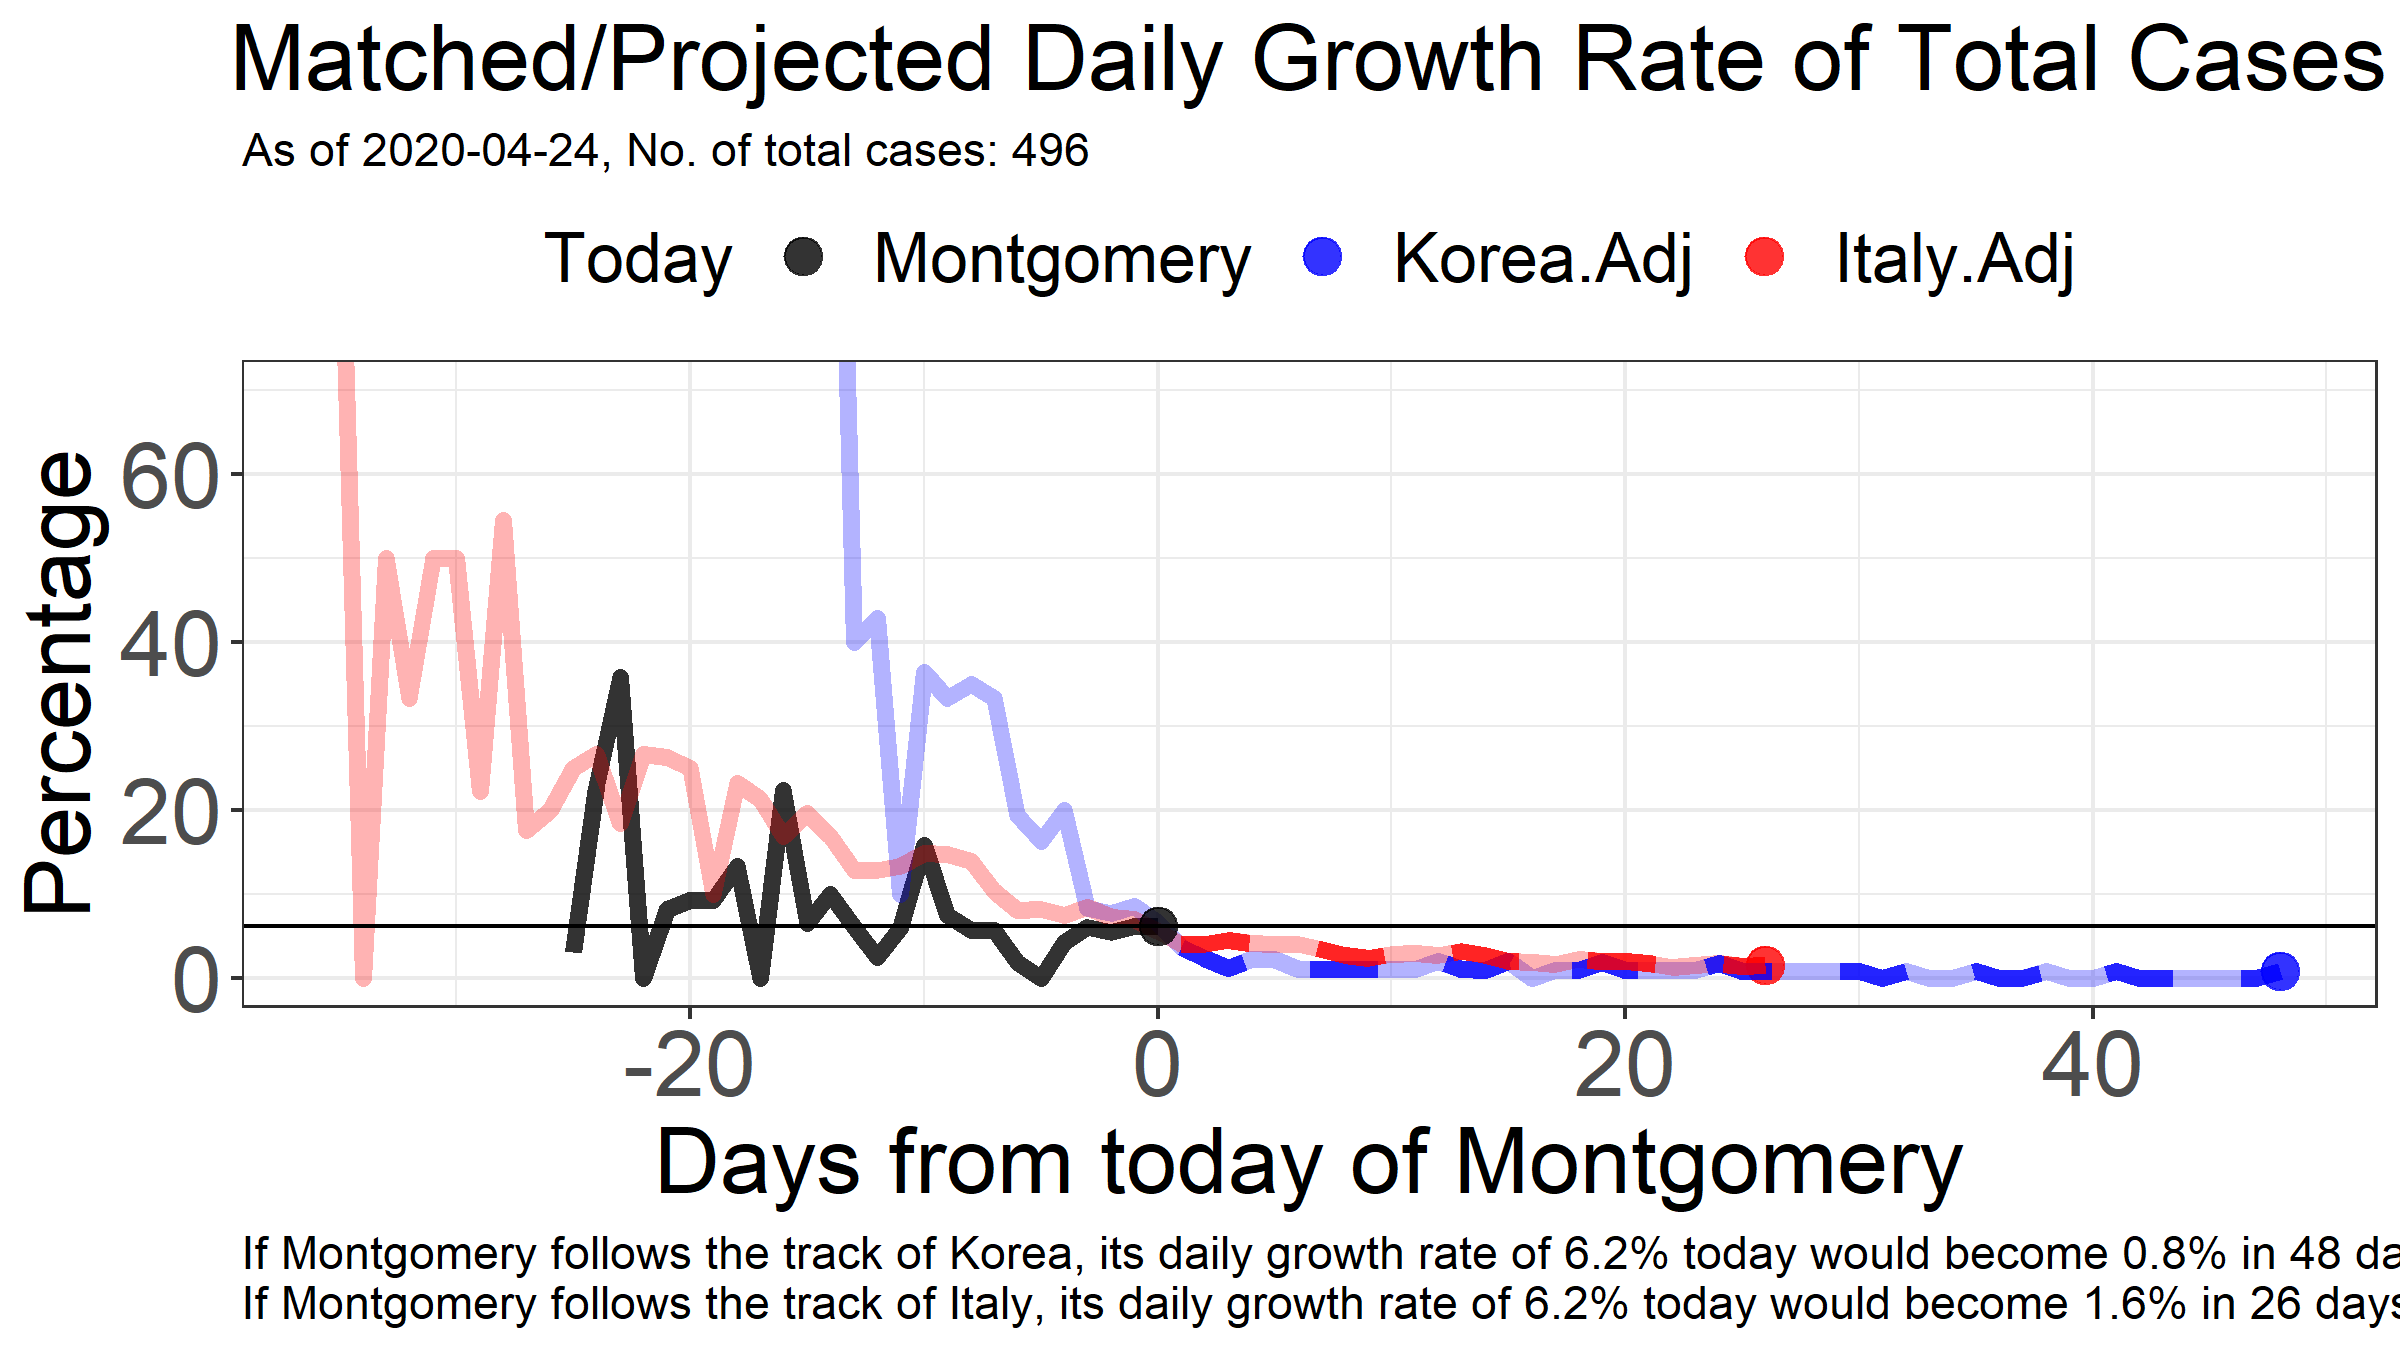 Matched/Projected Daily Growth Rate of Total Cases
As of 2020-04-24, No. of total cases: 496
Today Montgomery Korea.Adj Italy.Adj
Percentage
60
40
20
0
-20 0 20 40
Days from today of Montgomery
If Montgomery follows the track of Korea, its daily growth rate of 6.2% today would become 0.8% in 48 da
If Montgomery follows the track of Italy, its daily growth rate of 6.2% today would become 1.6% in 26 days